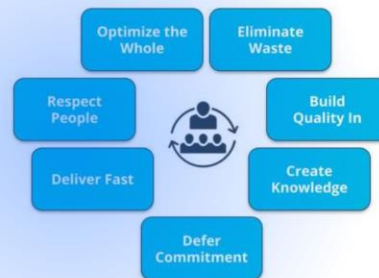 Optimize the
Whole
Eliminate
Waste
Respect
People
Build
Quality In
Deliver Fast
Create
Knowledge
Defer
Commitment